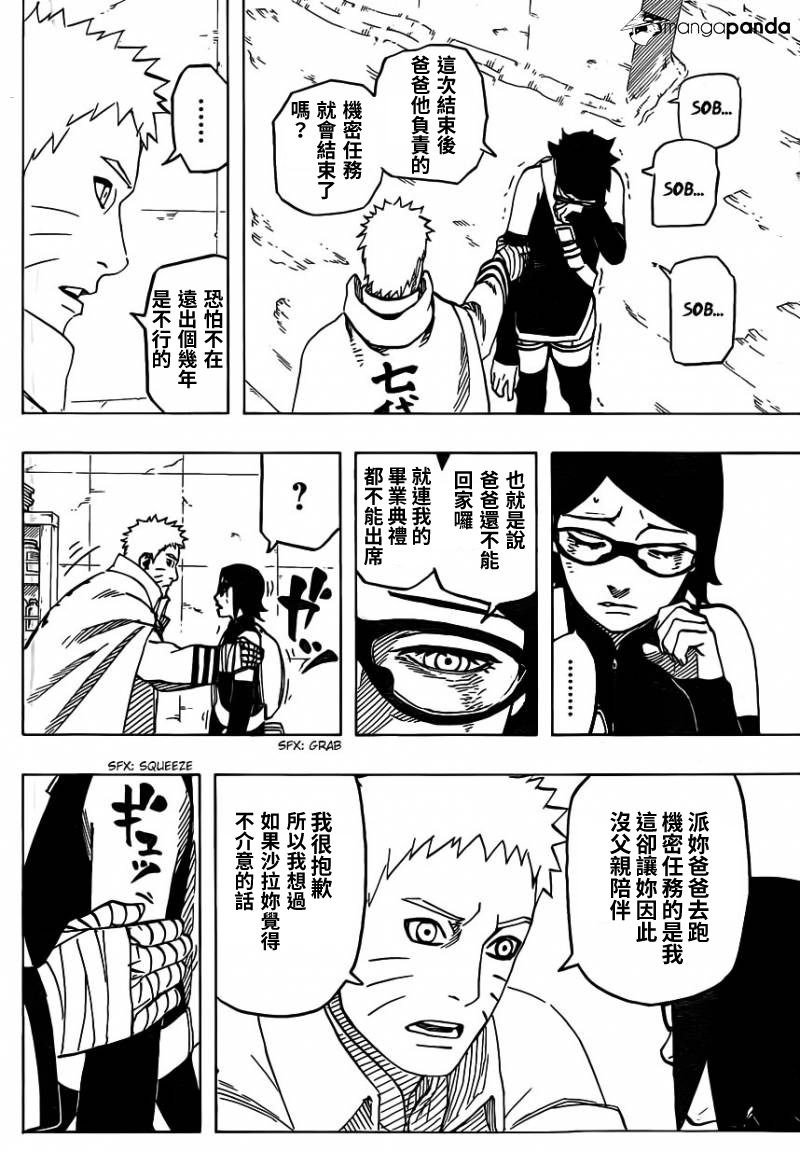 mangapanda
SOB...
SOB...
SOB...
這次結束後
爸爸他負責的
機密任務
就會結束了
嗎？
七代
……
恐怕不在
遠出個幾年
是不行的
……
也就是說
爸爸還不能
回家囉
就連我的
畢業典禮
都不能出席
？
ガッ
SFX: GRAB
派妳爸爸去跑
機密任務的是我
這卻讓妳因此
沒父親陪伴
我很抱歉
所以我想過
如果沙拉妳覺得
不介意的話
SFX: SQUEEZE
ギュッ